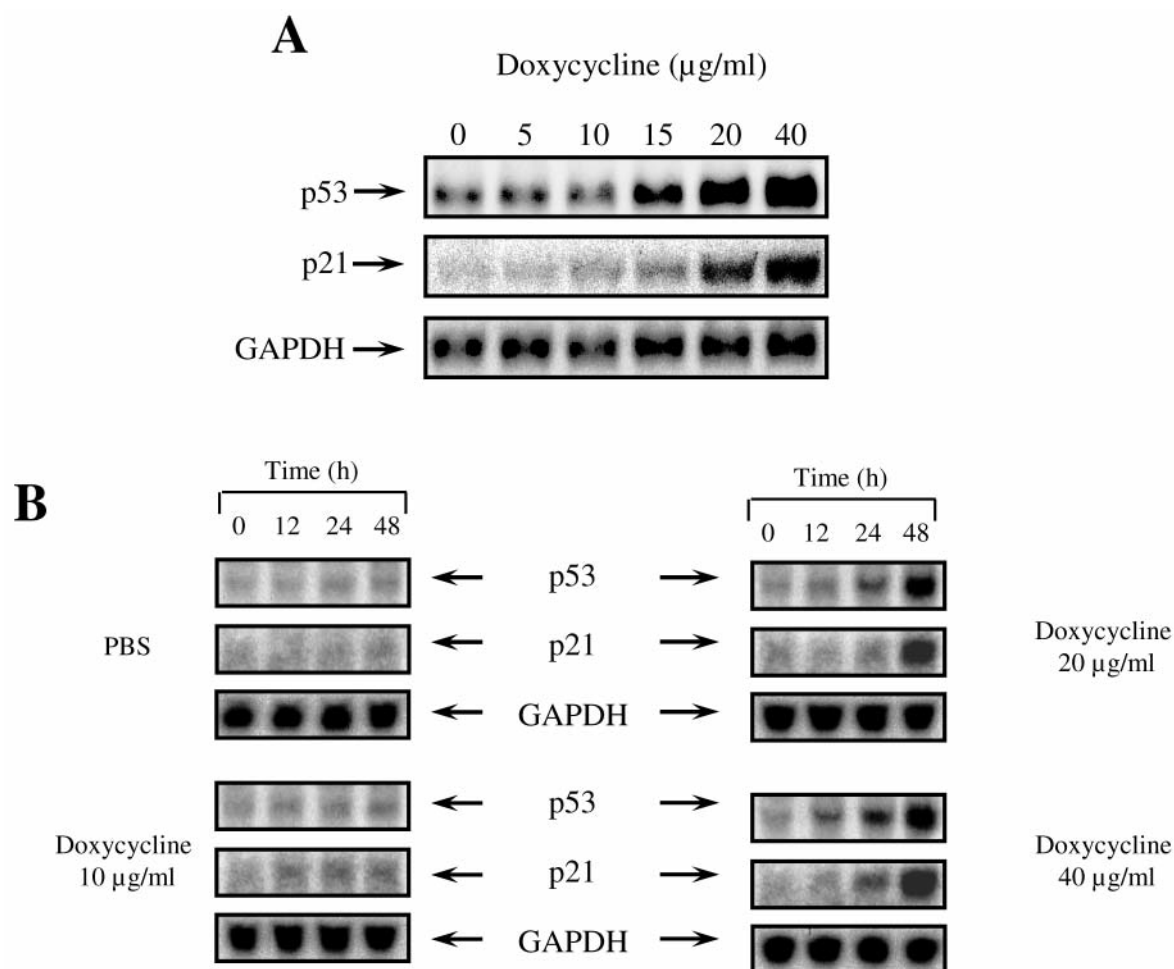 A
Doxycycline (µg/ml)
0 5 10 15 20 40
p53
p21
GAPDH
B
Time (h)
0 12 24 48
Time (h)
0 12 24 48
PBS
p53
p21
GAPDH
Doxycycline
20 µg/ml
Doxycycline
10 µg/ml
p53
p21
GAPDH
Doxycycline
40 µg/ml